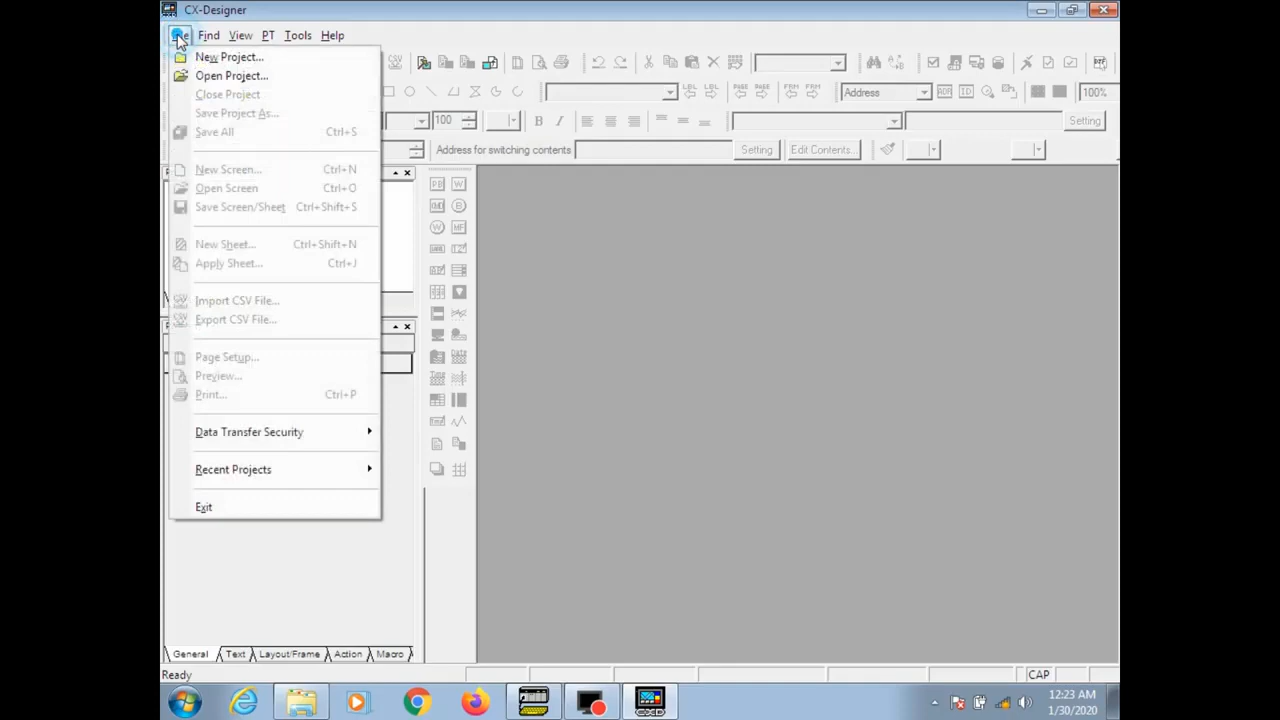 CX-Designer
Find View PT Tools Help
New Project...
Open Project...
Close Project
Save Project As...
Save All Ctrl+S
New Screen... Ctrl+N
Open Screen Ctrl+O
Save Screen/Sheet Ctrl+Shift+S
New Sheet... Ctrl+Shift+N
Apply Sheet... Ctrl+J
Import CSV File...
Export CSV File...
Page Setup...
Preview...
Print... Ctrl+P
Data Transfer Security
Recent Projects
Exit
Address
100%
100 B I
Setting
Address for switching contents Setting Edit Contents...
General Text Layout/Frame Action Macro
Ready
CAP
12:23 AM
1/30/2020